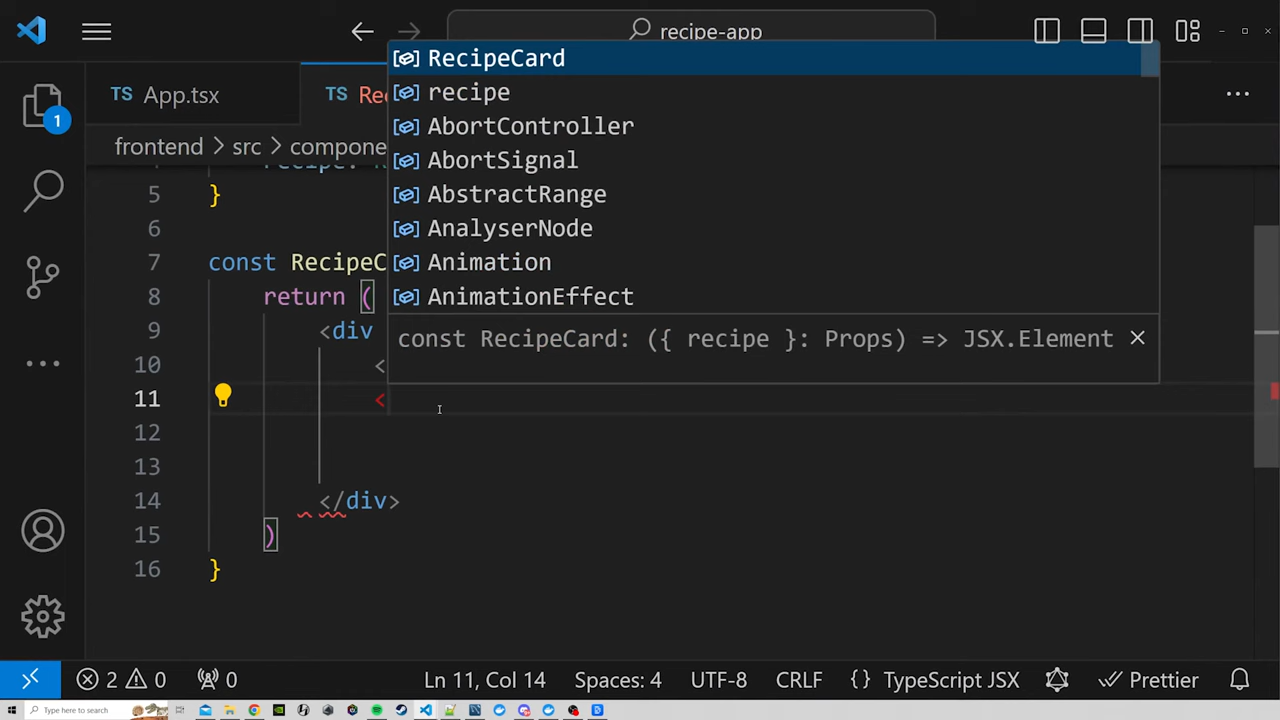 recipe-app
TS App.tsx
TS Rec
frontend > src > compone
RecipeCard
recipe
AbortController
AbortSignal
AbstractRange
AnalyserNode
Animation
AnimationEffect
const RecipeCard: ({ recipe }: Props) => JSX.Element
1
5 }
6
7 const RecipeC
8 return (
9 <div
10 <
11 <
12
13
14 </div>
15 )
16 }
2 0 0
Ln 11, Col 14
Spaces: 4
UTF-8
CRLF
{} TypeScript JSX
Prettier
Type here to search